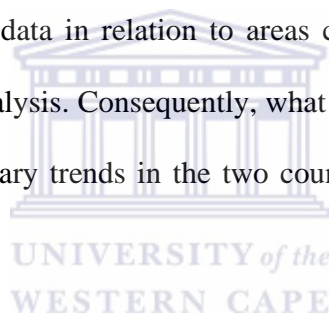 data in relation to areas
alysis. Consequently, what
ary trends in the two coun
UNIVERSITY of the
WESTERN CAPE